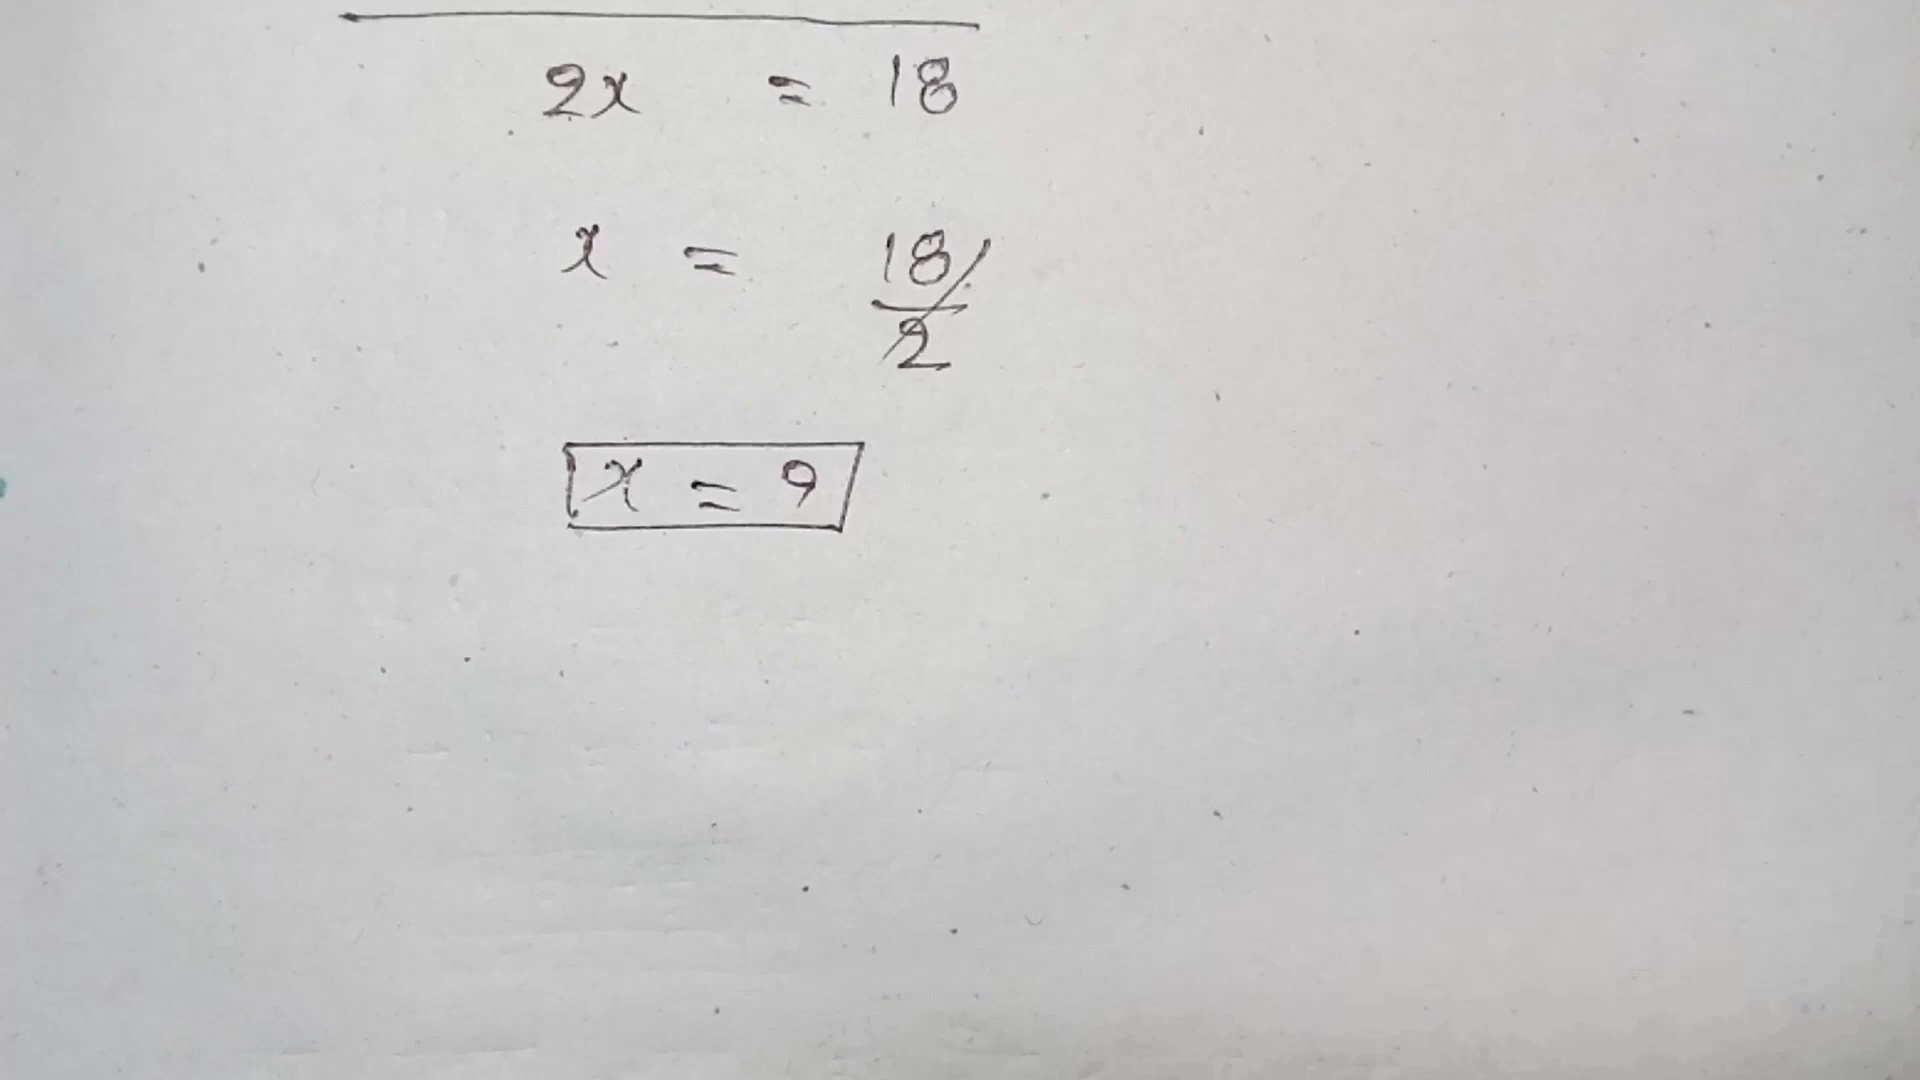 2x = 18
x = 18/2
x = 9